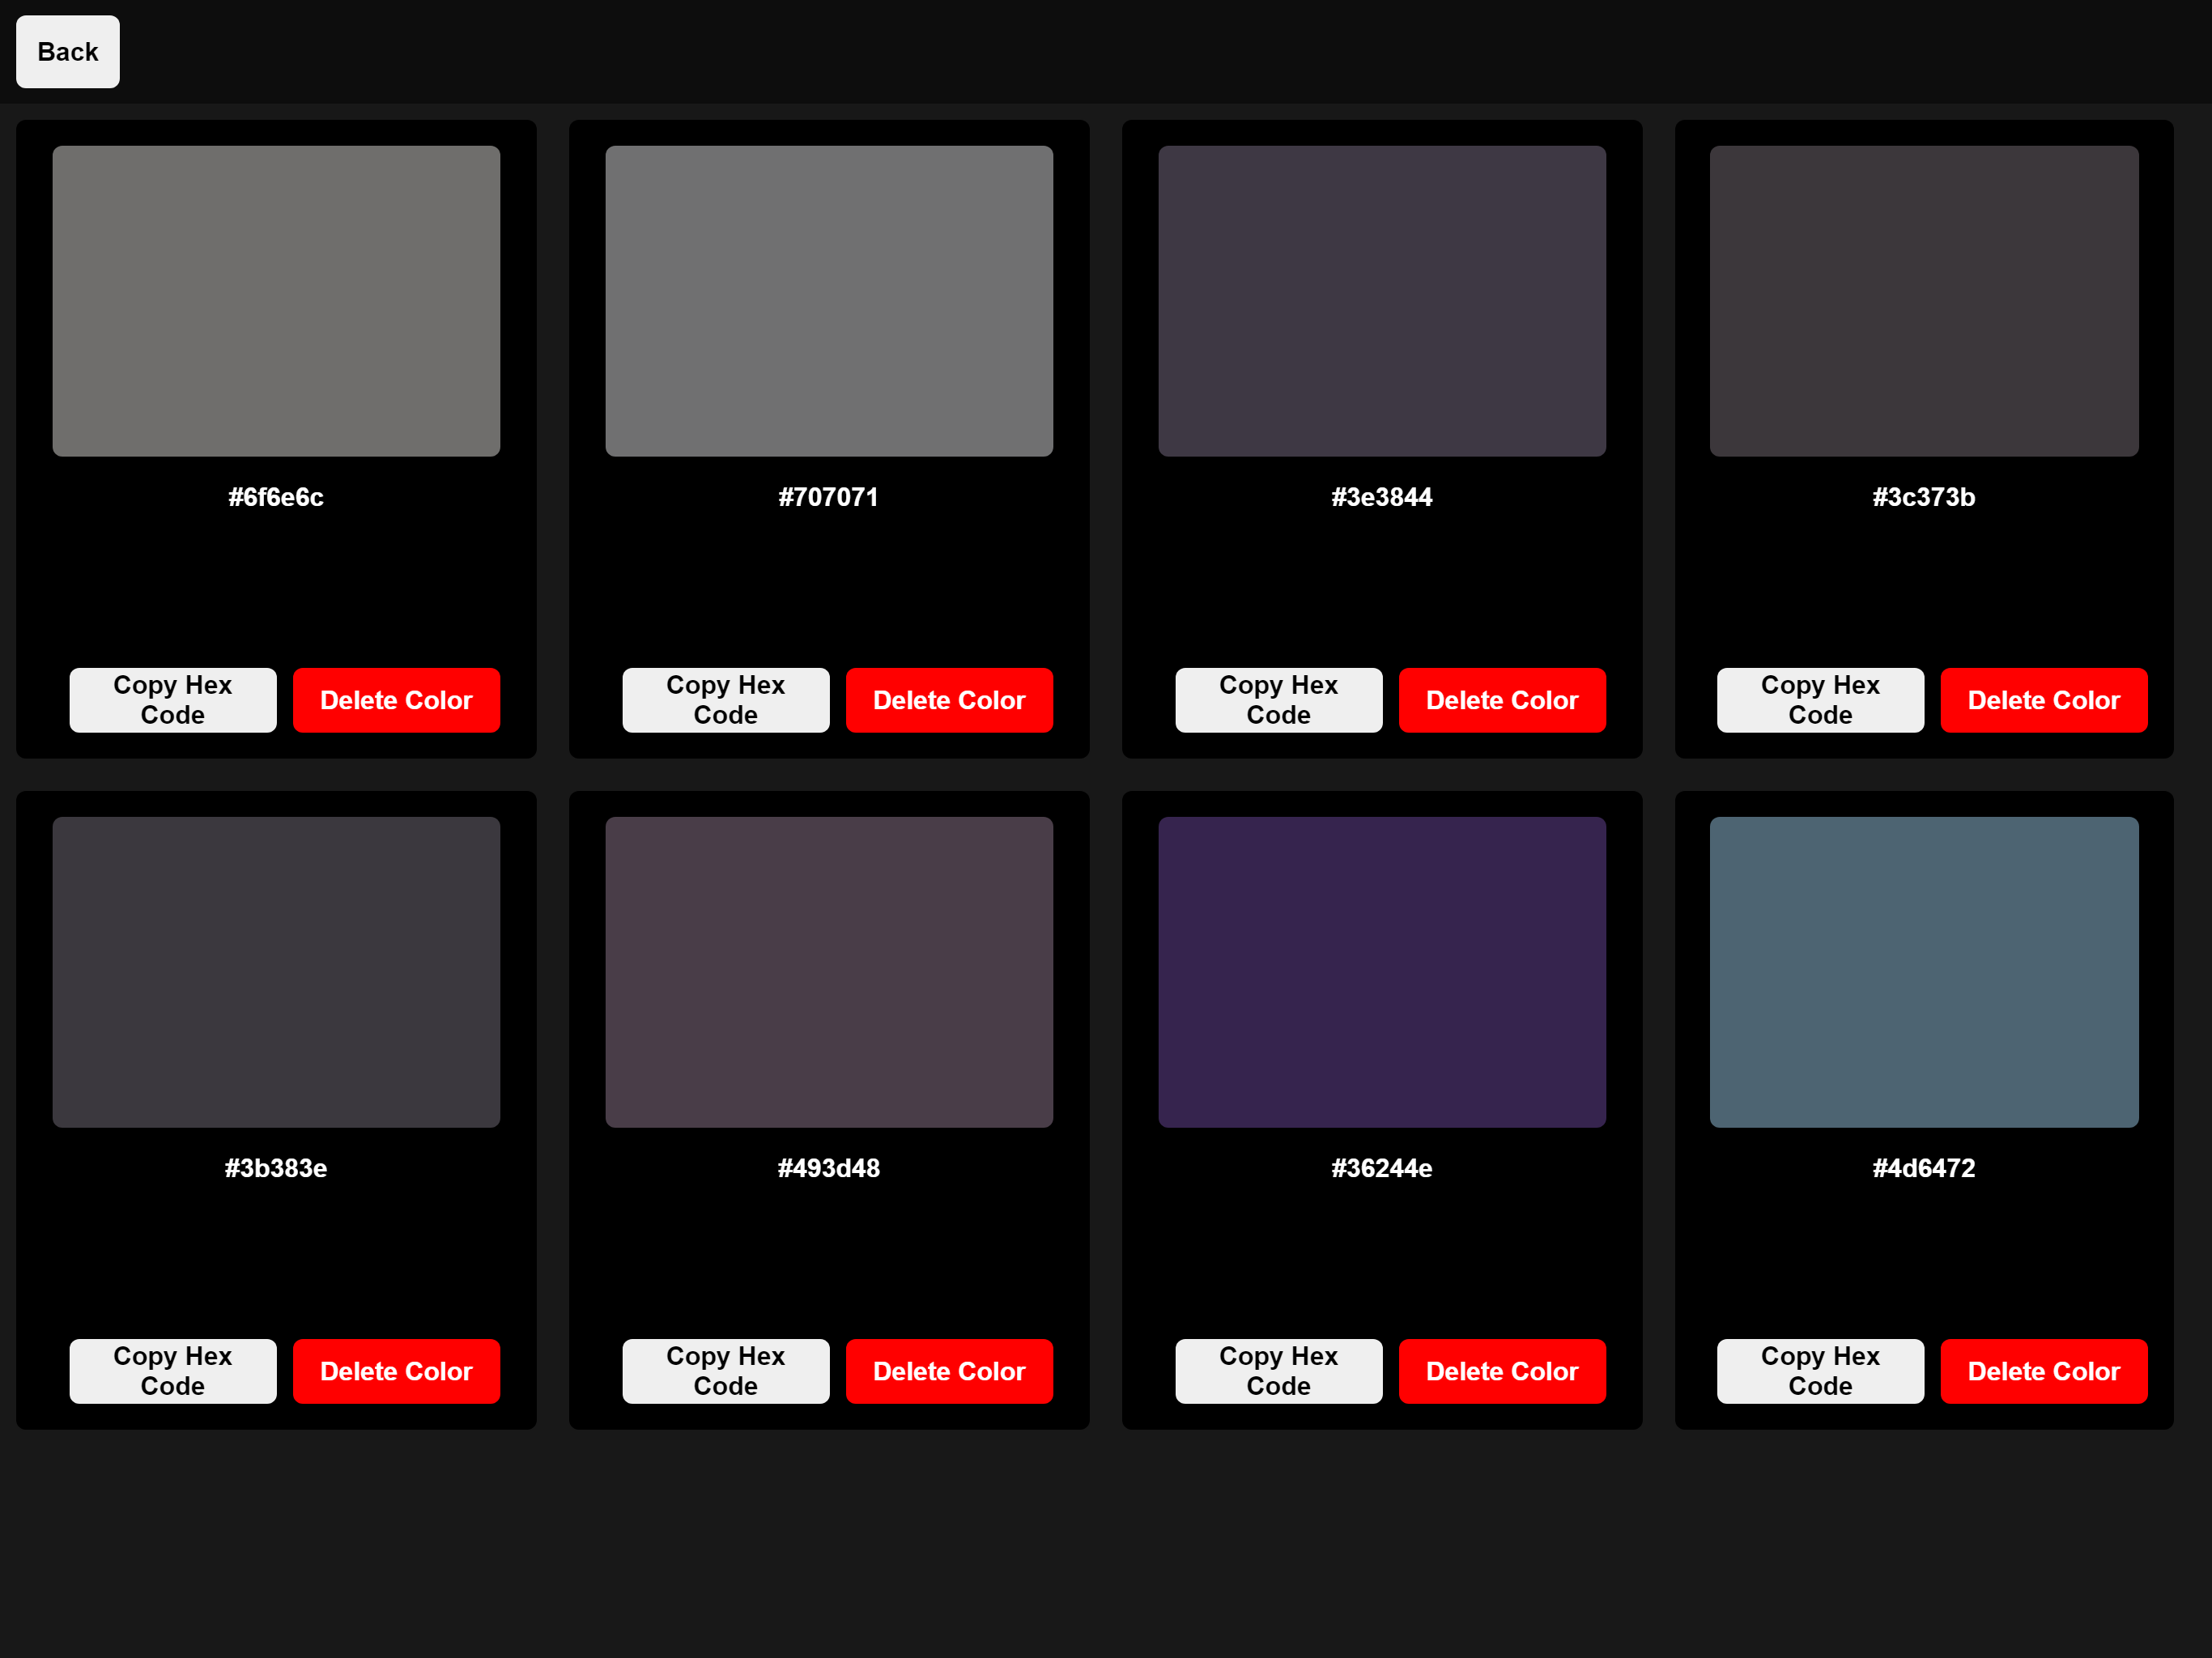 Back
#6f6e6c
#707071
#3e3844
#3c373b
Copy Hex
Code
Delete Color
Copy Hex
Code
Delete Color
Copy Hex
Code
Delete Color
Copy Hex
Code
Delete Color
#3b383e
#493d48
#36244e
#4d6472
Copy Hex
Code
Delete Color
Copy Hex
Code
Delete Color
Copy Hex
Code
Delete Color
Copy Hex
Code
Delete Color